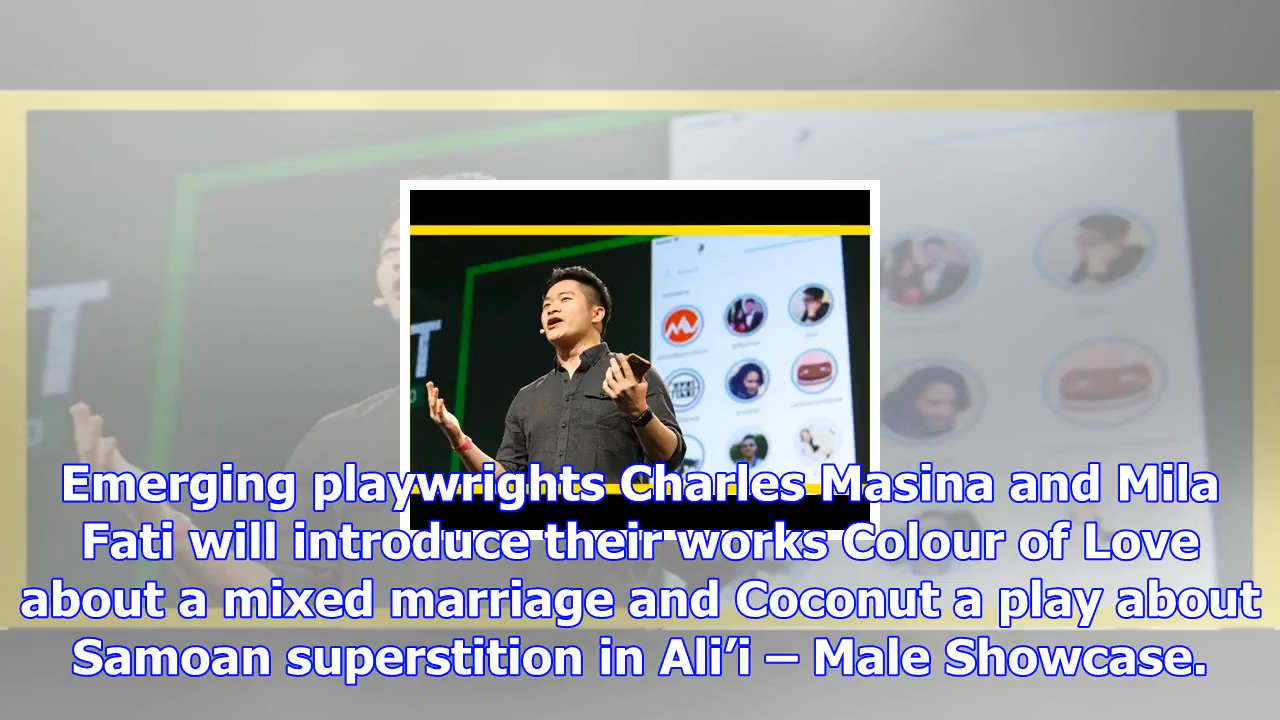 Emerging playwrights Charles Masina and Mila
Fati will introduce their works Colour of Love
about a mixed marriage and Coconut a play about
Samoan superstition in Ali’i – Male Showcase.